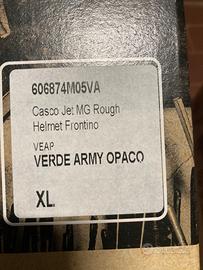 606874M05VA
Casco Jet MG Rough
Helmet Frontino
VEAP
VERDE ARMY OPACO
XL